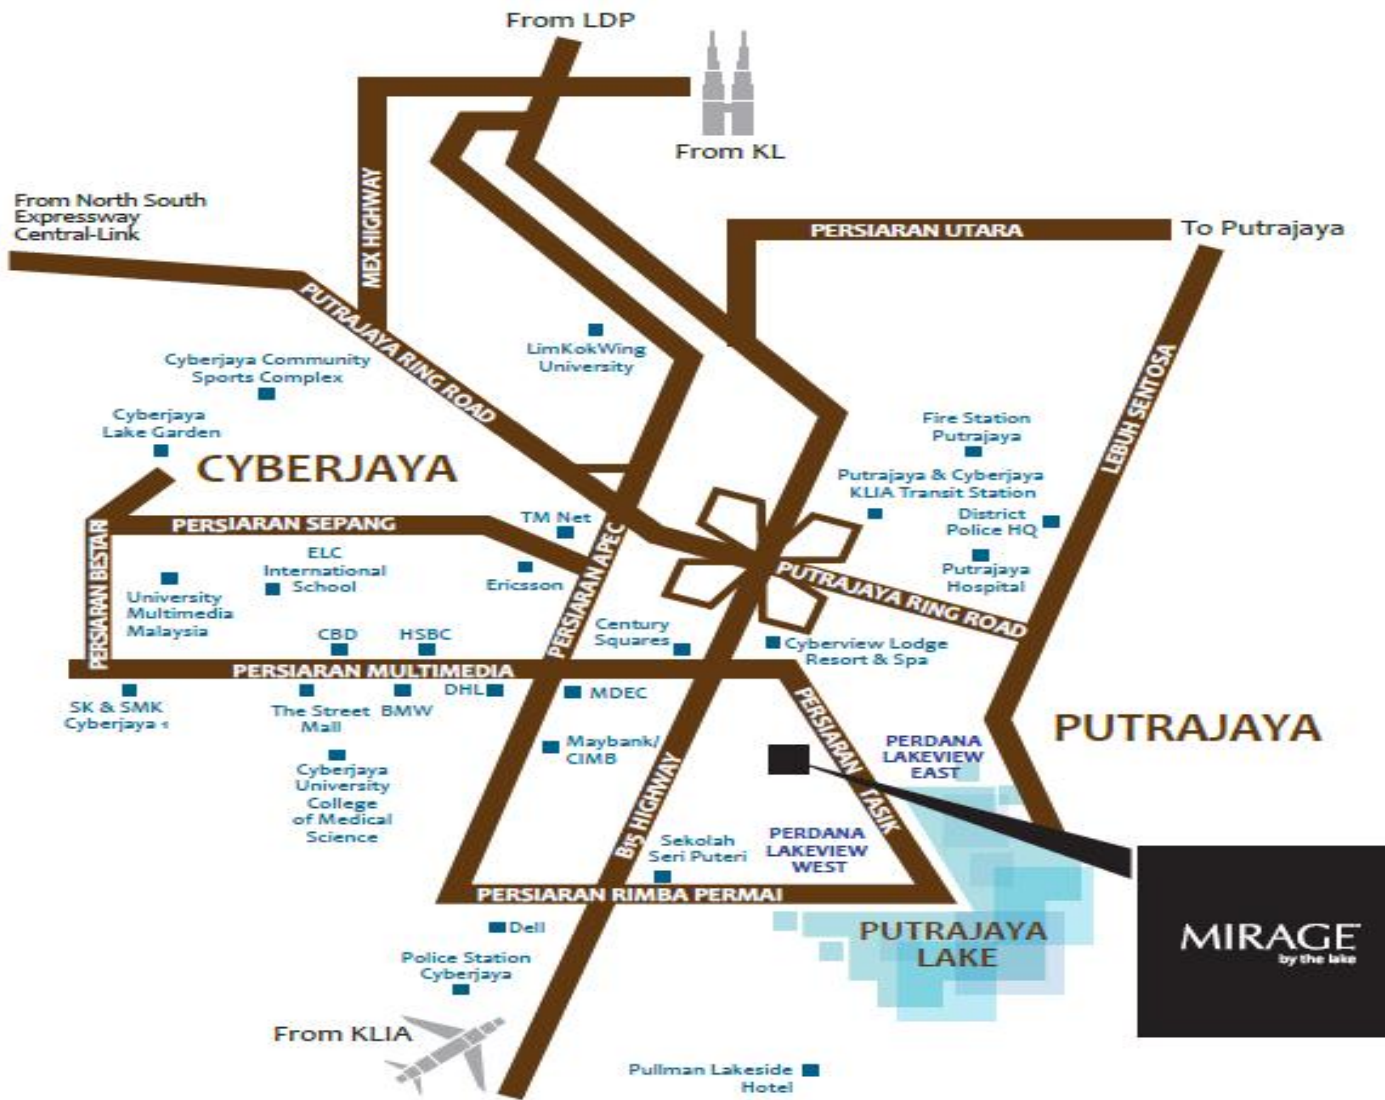 From LDP
From KL
From North South
Expressway
Central-Link
MEX HIGHWAY
PERSIARAN UTARA
To Putrajaya
PUTRAJAYA RING ROAD
LimKokWing
University
Cyberjaya Community
Sports Complex
Cyberjaya
Lake Garden
LEBUH SENTOSA
Fire Station
Putrajaya
CYBERJAYA
Putrajaya & Cyberjaya
KLIA Transit Station
District
Police HQ
PERSIARAN SEPANG
TM Net
PERSIARAN BESTARI
ELC
International
School
Ericsson
PERSIARAN APEC
PUTRAJAYA RING ROAD
Putrajaya
Hospital
University
Multimedia
Malaysia
CBD
HSBC
Century
Squares
Cyberview Lodge
Resort & Spa
PERSIARAN MULTIMEDIA
SK & SMK
Cyberjaya 1
The Street
Mall
BMW
DHL
MDEC
PERSIARAN TASIK
PUTRAJAYA
Maybank/
CIMB
PERDANA
LAKEVIEW
EAST
Cyberjaya
University
College
of Medical
Science
B15 HIGHWAY
Sekolah
Seri Puteri
PERDANA
LAKEVIEW
WEST
PERSIARAN RIMBA PERMAI
Dell
PUTRAJAYA
LAKE
MIRAGE
by the lake
Police Station
Cyberjaya
From KLIA
Pullman Lakeside
Hotel